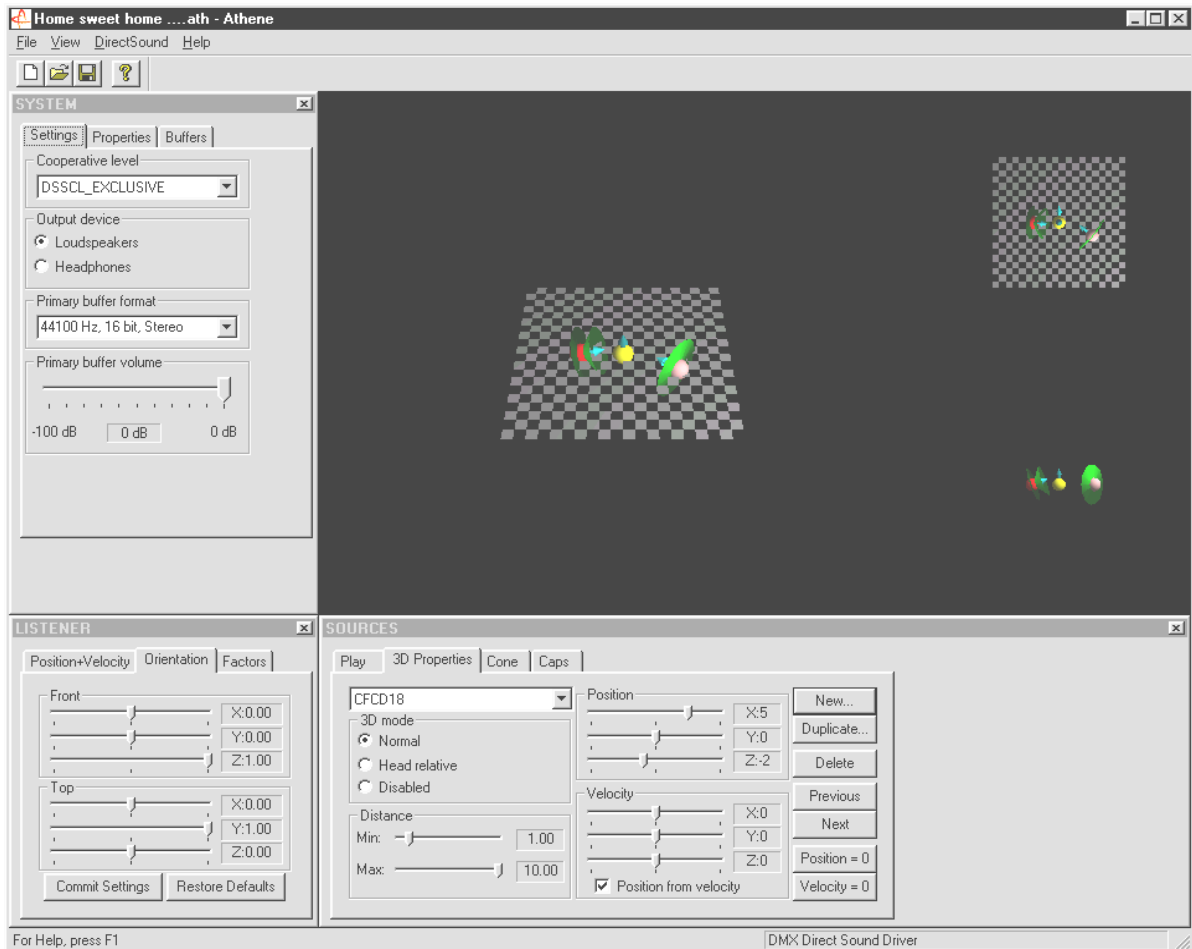 Home sweet home ....ath - Athene
File View DirectSound Help
SYSTEM
Settings Properties Buffers
Cooperative level
DSSCL_EXCLUSIVE
Output device
Loudspeakers
Headphones
Primary buffer format
44100 Hz, 16 bit, Stereo
Primary buffer volume
-100 dB 0 dB 0 dB
LISTENER
Position+Velocity Orientation Factors
Front
X:0.00
Y:0.00
Z:1.00
Top
X:0.00
Y:1.00
Z:0.00
Commit Settings Restore Defaults
SOURCES
Play 3D Properties Cone Caps
CFCD18
3D mode
Normal
Head relative
Disabled
Distance
Min: 1.00
Max: 10.00
Position
X:5
Y:0
Z:-2
Velocity
X:0
Y:0
Z:0
Position from velocity
New...
Duplicate...
Delete
Previous
Next
Position = 0
Velocity = 0
For Help, press F1
DMX Direct Sound Driver